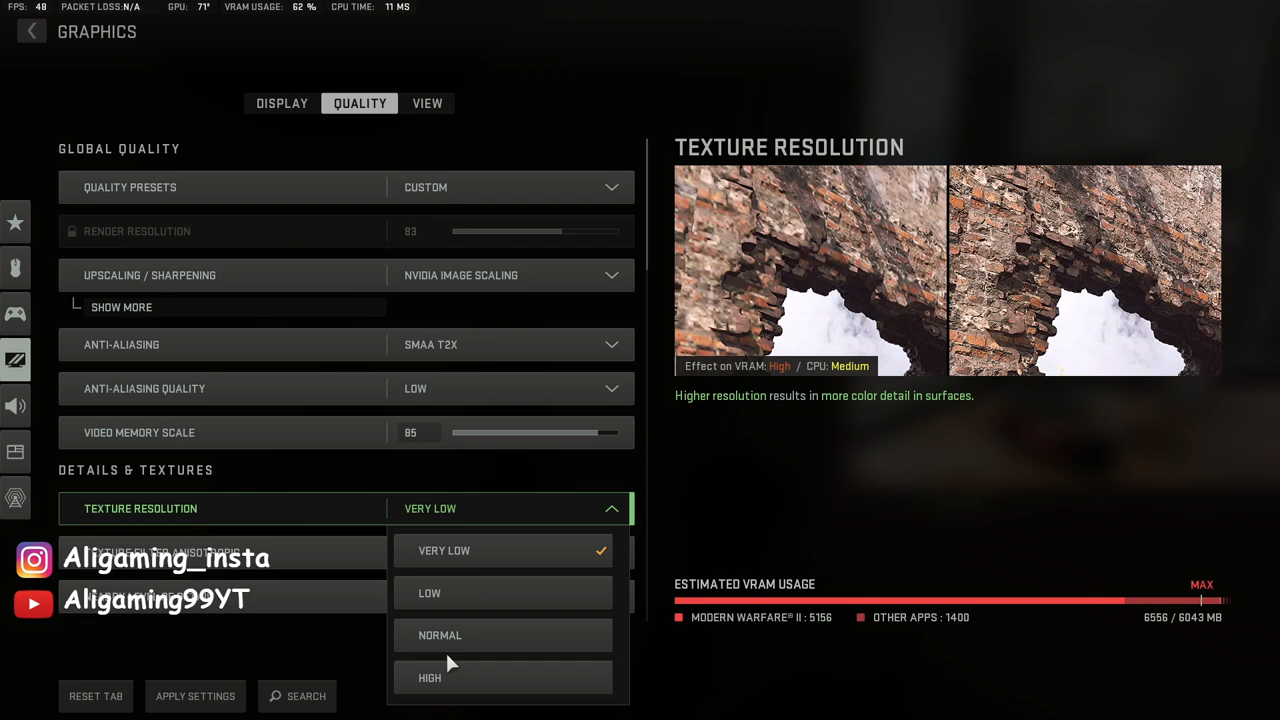 FPS: 48 PACKET LOSS:N/A GPU: 71° VRAM USAGE: 62 % CPU TIME: 11 MS
GRAPHICS
DISPLAY QUALITY VIEW
GLOBAL QUALITY
QUALITY PRESETS CUSTOM
RENDER RESOLUTION 83
UPSCALING / SHARPENING NVIDIA IMAGE SCALING
SHOW MORE
ANTI-ALIASING SMAA T2X
ANTI-ALIASING QUALITY LOW
VIDEO MEMORY SCALE 85
DETAILS & TEXTURES
TEXTURE RESOLUTION VERY LOW
VERY LOW
LOW
NORMAL
HIGH
TEXTURE FILTER ANISOTROPIC
Aligaming_insta
Aligaming99YT
RESET TAB APPLY SETTINGS SEARCH
TEXTURE RESOLUTION
Effect on VRAM: High / CPU: Medium
Higher resolution results in more color detail in surfaces.
ESTIMATED VRAM USAGE MAX
MODERN WARFARE® II : 5156 OTHER APPS : 1400 6556 / 6043 MB